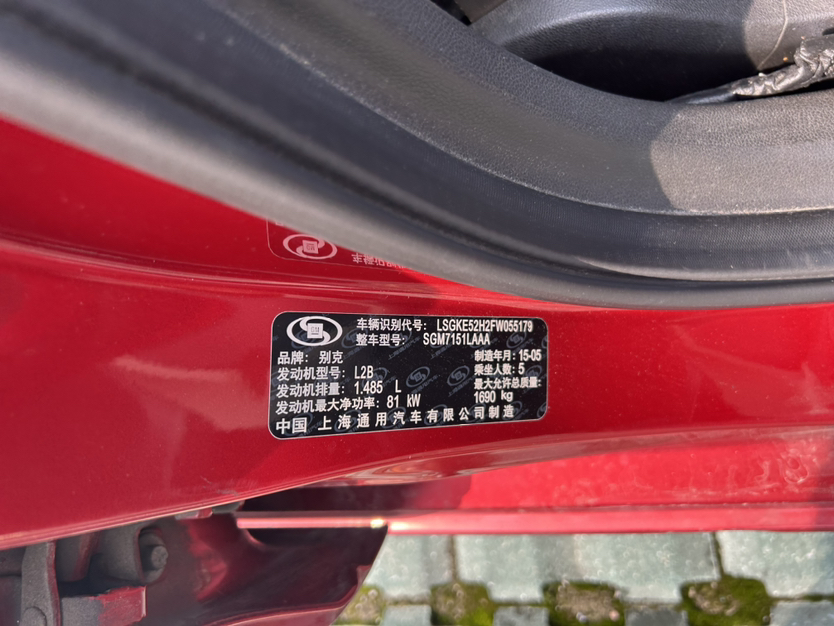 车辆识别代号: LSGKE52H2FW055179
整车型号: SGM7151LAAA
品牌: 别克
制造年月: 15-05
发动机型号: L2B
乘坐人数: 5
发动机排量: 1.485 L
最大允许总质量:
1690 kg
发动机最大净功率: 81 kW
中国 上海通用汽车有限公司制造